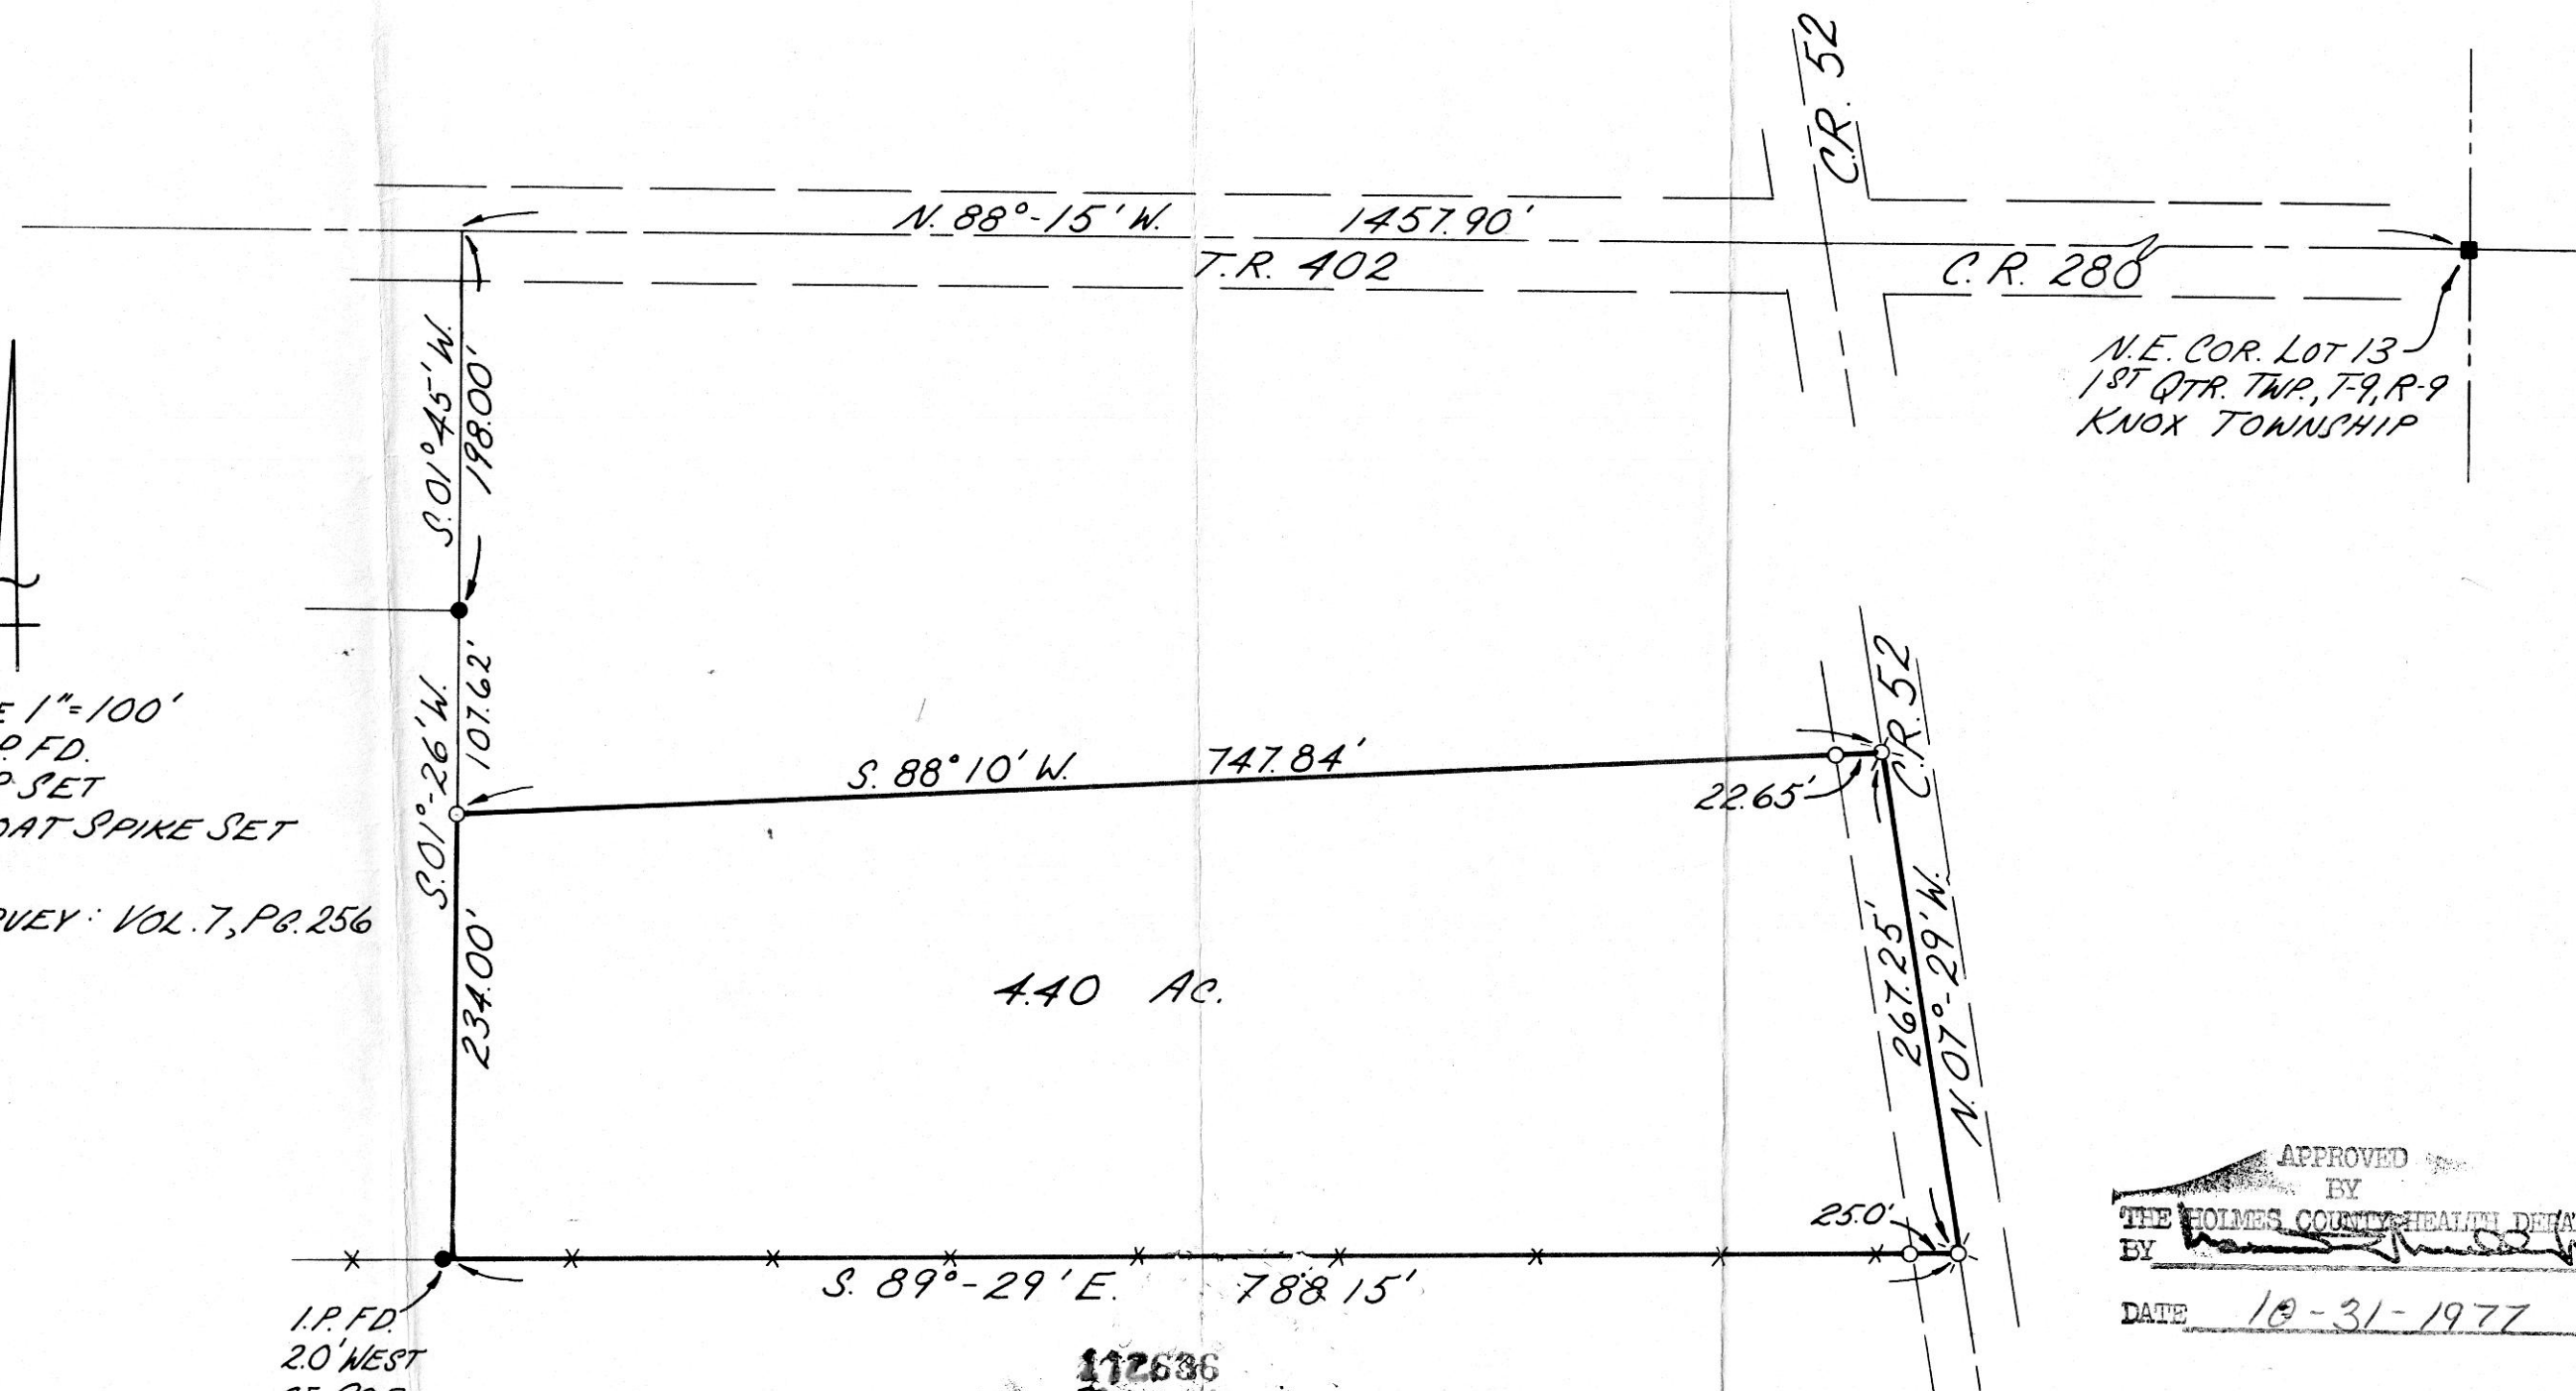 C.R. 52
N. 88°-15' W. 1457.90'
T.R. 402
C.R. 280
N.E. COR. LOT 13
1ST QTR. TWP., T-9, R-9
KNOX TOWNSHIP
S. 01°45' W.
198.00'
1"=100'
FD.
SET
SPIKE SET
VOL. 7, PG. 256
S. 01°-26' W.
107.62'
S. 88°10' W. 747.84'
22.65'
C.R. 52
234.00'
4.40 AC.
267.25'
N. 07°-29' W.
25.0'
S. 89°-29' E. 788.15'
I.P. FD.
2.0' WEST
172636
APPROVED
BY
THE HOLMES COUNTY HEALTH
BY
DATE 10-31-1977